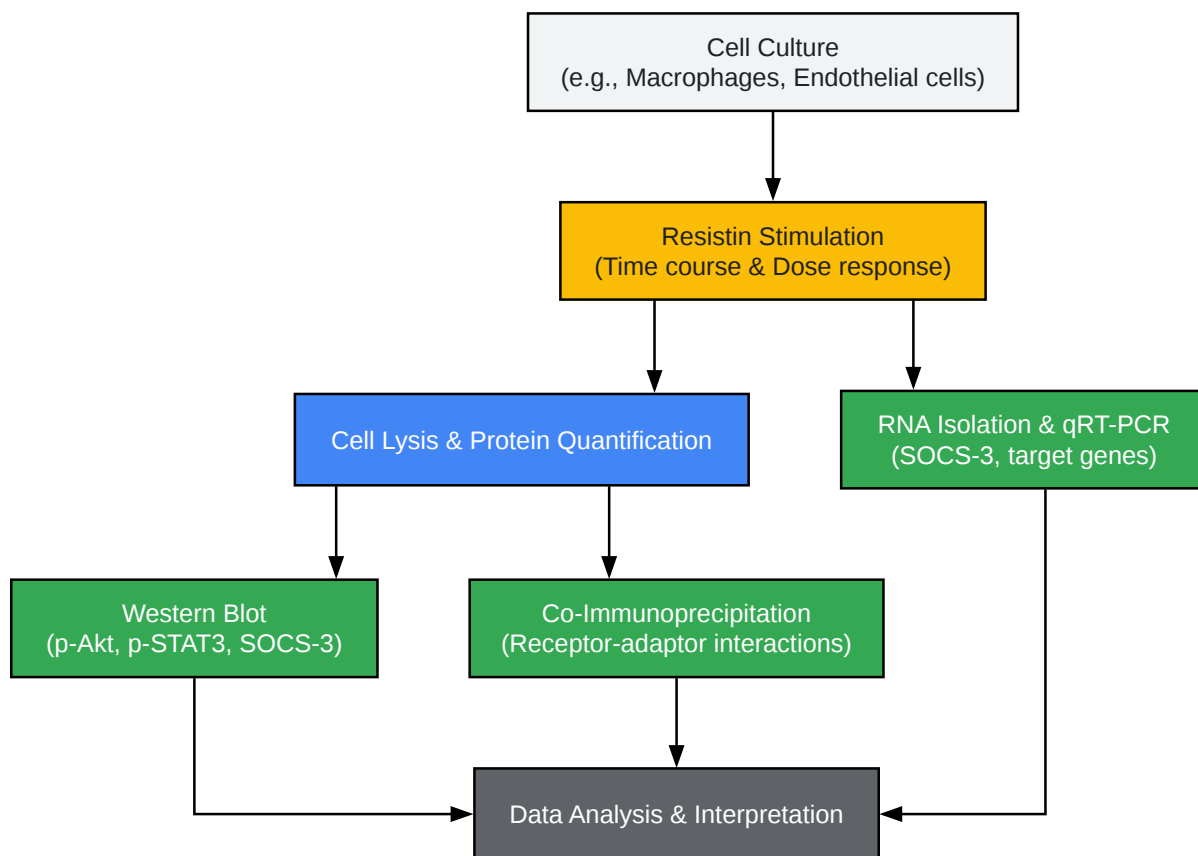 Cell Culture
(e.g., Macrophages, Endothelial cells)
Resistin Stimulation
(Time course & Dose response)
Cell Lysis & Protein Quantification
RNA Isolation & qRT-PCR
(SOCS-3, target genes)
Western Blot
(p-Akt, p-STAT3, SOCS-3)
Co-Immunoprecipitation
(Receptor-adaptor interactions)
Data Analysis & Interpretation